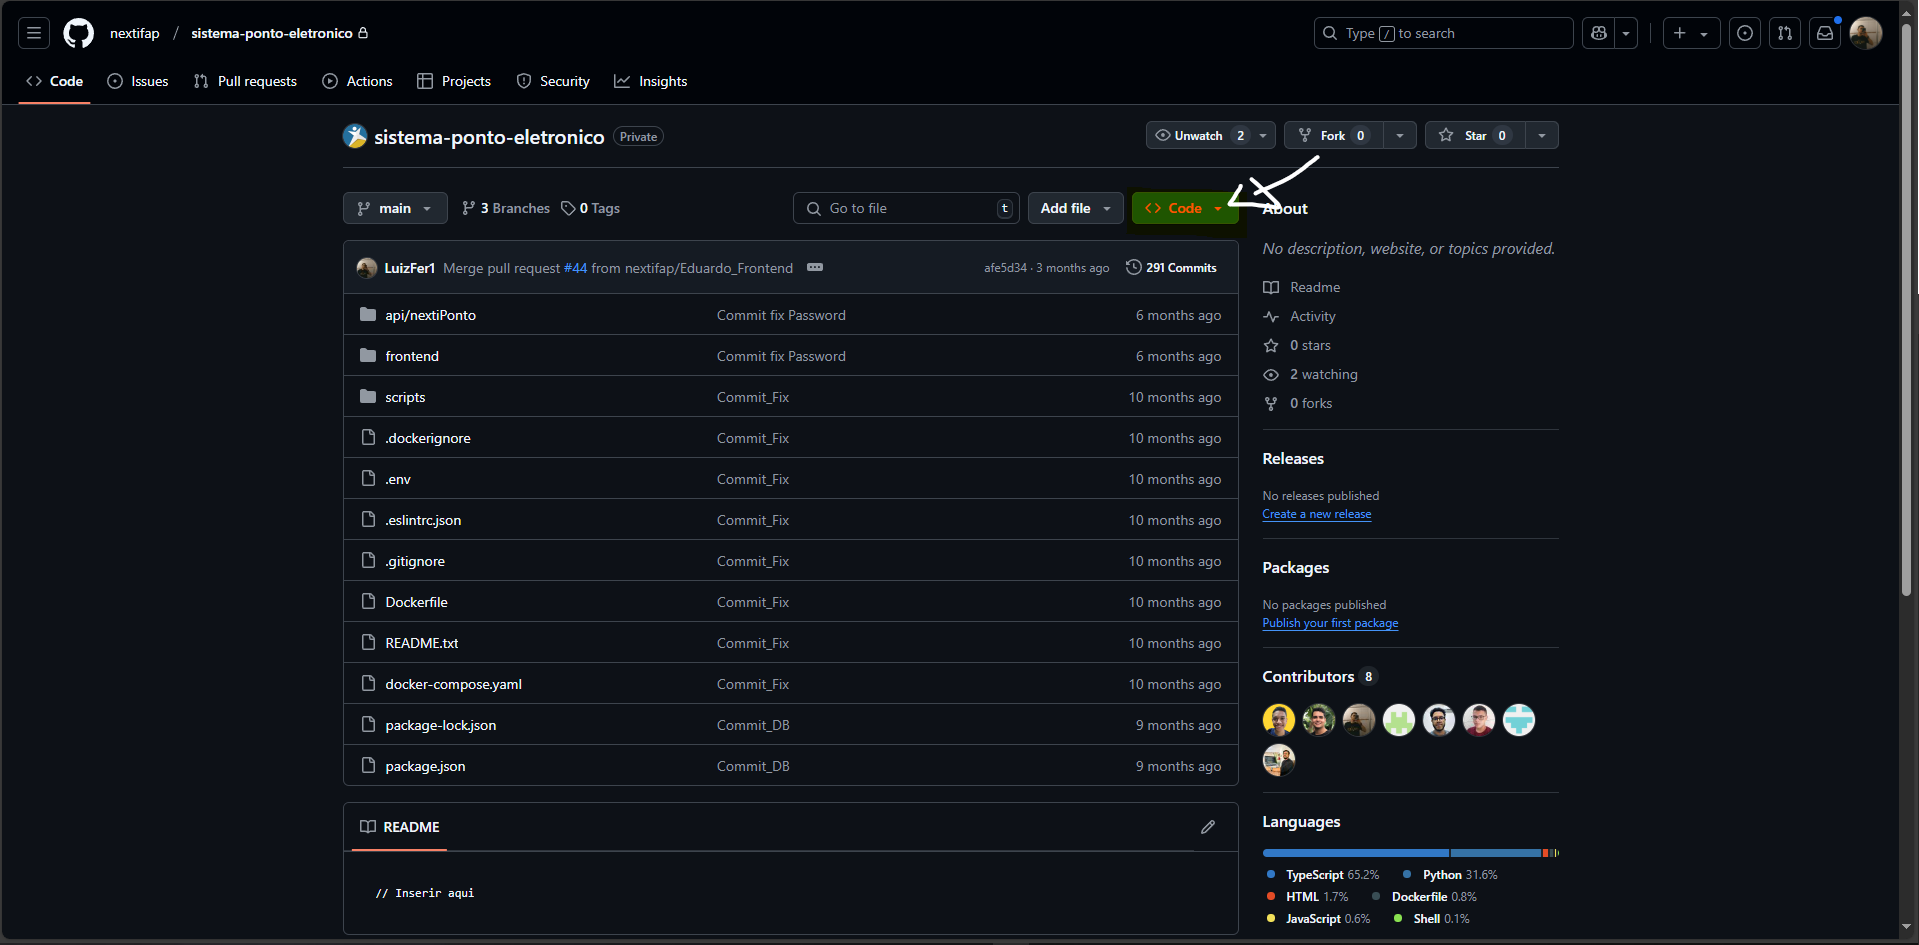 nextifap / sistema-ponto-eletronico
Type / to search
Code Issues Pull requests Actions Projects Security Insights
sistema-ponto-eletronico Private
Unwatch 2 Fork 0 Star 0
main 3 Branches 0 Tags
Go to file t Add file Code
LuizFer1 Merge pull request #44 from nextifap/Eduardo_Frontend afe5d34 · 3 months ago 291 Commits
api/nextiPonto Commit fix Password 6 months ago
frontend Commit fix Password 6 months ago
scripts Commit_Fix 10 months ago
.dockerignore Commit_Fix 10 months ago
.env Commit_Fix 10 months ago
.eslintrc.json Commit_Fix 10 months ago
.gitignore Commit_Fix 10 months ago
Dockerfile Commit_Fix 10 months ago
README.txt Commit_Fix 10 months ago
docker-compose.yaml Commit_Fix 10 months ago
package-lock.json Commit_DB 9 months ago
package.json Commit_DB 9 months ago
README
// Inserir aqui
About
No description, website, or topics provided.
Readme
Activity
0 stars
2 watching
0 forks
Releases
No releases published
Create a new release
Packages
No packages published
Publish your first package
Contributors 8
Languages
TypeScript 65.2% Python 31.6%
HTML 1.7% Dockerfile 0.8%
JavaScript 0.6% Shell 0.1%